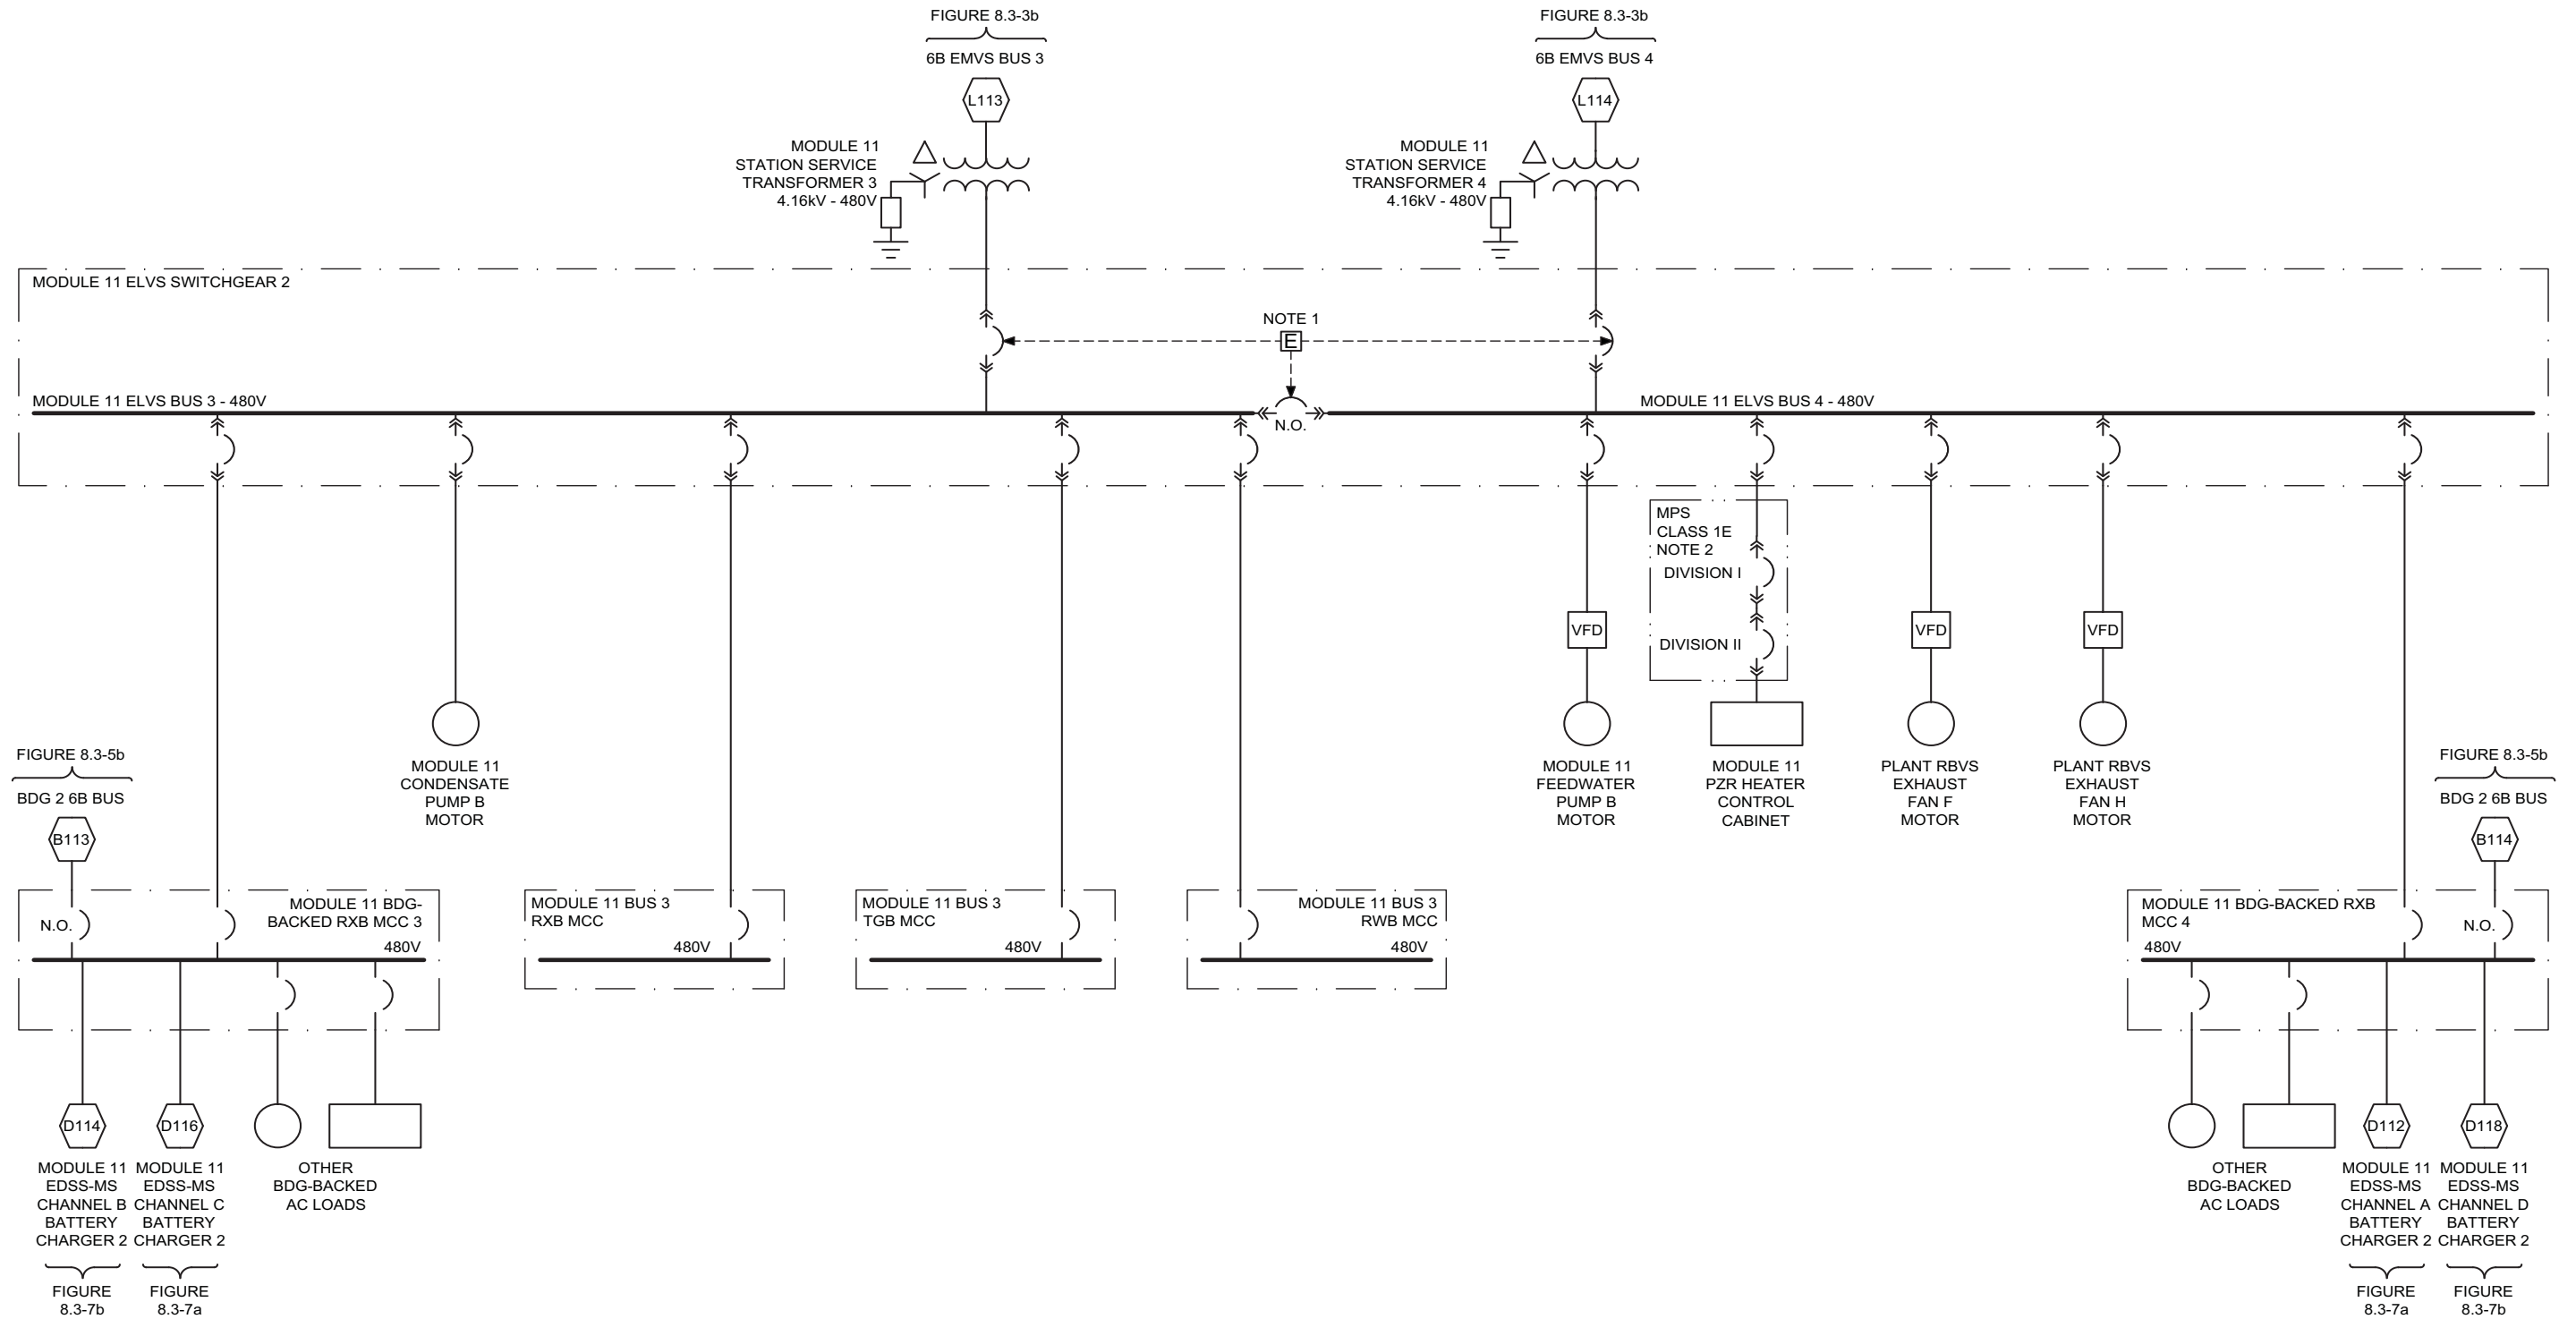 FIGURE 8.3-3b
6B EMVS BUS 3
L113
MODULE 11
STATION SERVICE
TRANSFORMER 3
4.16kV - 480V
FIGURE 8.3-3b
6B EMVS BUS 4
L114
MODULE 11
STATION SERVICE
TRANSFORMER 4
4.16kV - 480V
MODULE 11 ELVS SWITCHGEAR 2
NOTE 1
E
MODULE 11 ELVS BUS 3 - 480V
N.O.
MODULE 11 ELVS BUS 4 - 480V
MPS
CLASS 1E
NOTE 2
DIVISION I
DIVISION II
VFD
VFD
VFD
MODULE 11
CONDENSATE
PUMP B
MOTOR
MODULE 11
FEEDWATER
PUMP B
MOTOR
MODULE 11
PZR HEATER
CONTROL
CABINET
PLANT RBVS
EXHAUST
FAN F
MOTOR
PLANT RBVS
EXHAUST
FAN H
MOTOR
FIGURE 8.3-5b
BDG 2 6B BUS
B113
N.O.
MODULE 11 BDG-
BACKED RXB MCC 3
480V
MODULE 11 BUS 3
RXB MCC
480V
MODULE 11 BUS 3
TGB MCC
480V
MODULE 11 BUS 3
RWB MCC
480V
FIGURE 8.3-5b
BDG 2 6B BUS
B114
MODULE 11 BDG-BACKED RXB
MCC 4
N.O.
480V
D114
MODULE 11
EDSS-MS
CHANNEL B
BATTERY
CHARGER 2
FIGURE
8.3-7b
D116
MODULE 11
EDSS-MS
CHANNEL C
BATTERY
CHARGER 2
FIGURE
8.3-7a
OTHER
BDG-BACKED
AC LOADS
OTHER
BDG-BACKED
AC LOADS
D112
MODULE 11
EDSS-MS
CHANNEL A
BATTERY
CHARGER 2
FIGURE
8.3-7a
D118
MODULE 11
EDSS-MS
CHANNEL D
BATTERY
CHARGER 2
FIGURE
8.3-7b